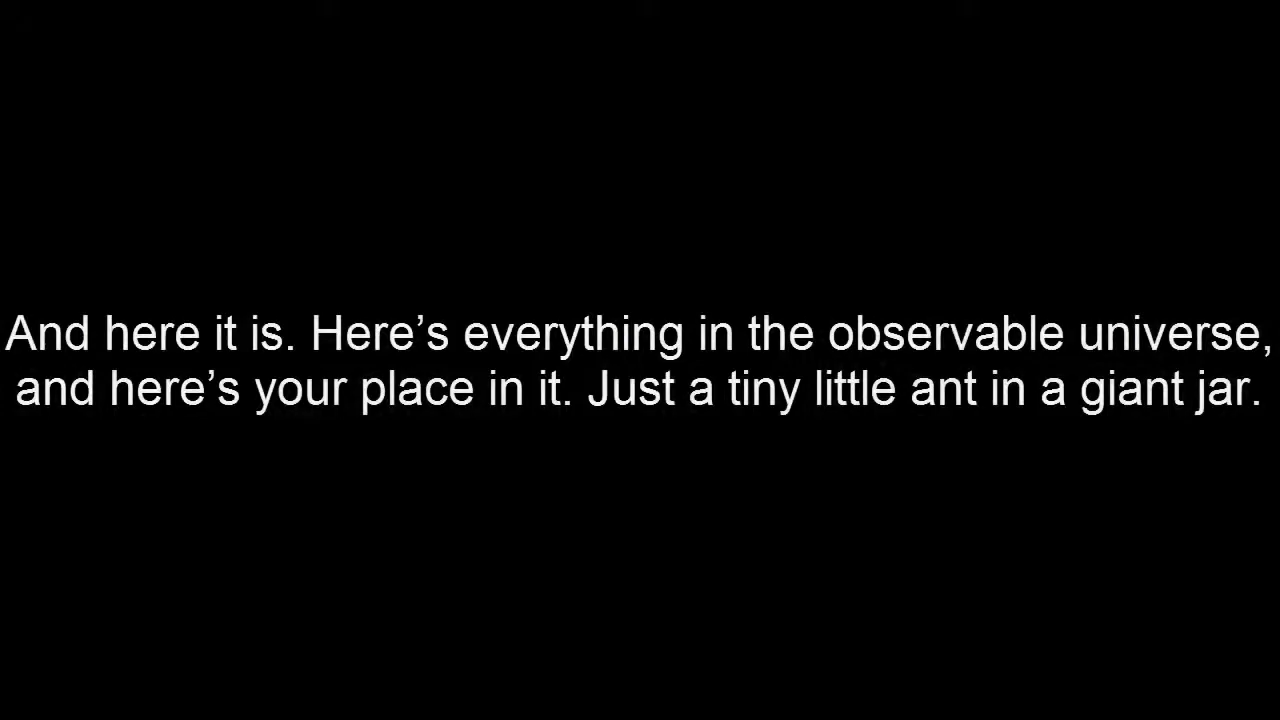 And here it is. Here’s everything in the observable universe,
and here’s your place in it. Just a tiny little ant in a giant jar.